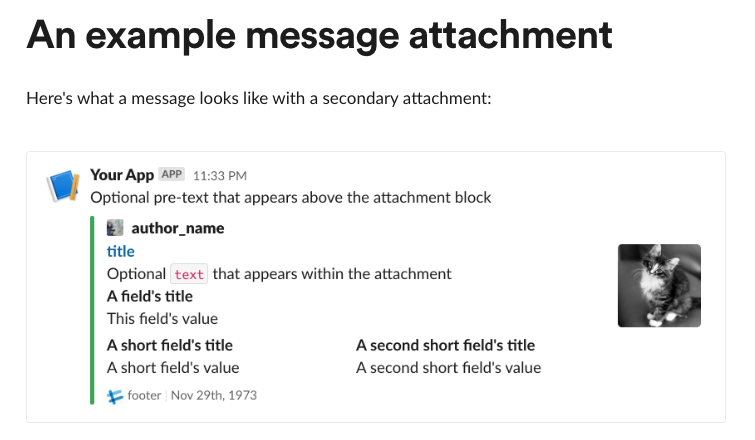 An example message attachment
Here's what a message looks like with a secondary attachment:
Your App APP 11:33 PM
Optional pre-text that appears above the attachment block
author_name
title
Optional text that appears within the attachment
A field's title
This field's value
A short field's title A second short field's title
A short field's value A second short field's value
footer | Nov 29th, 1973